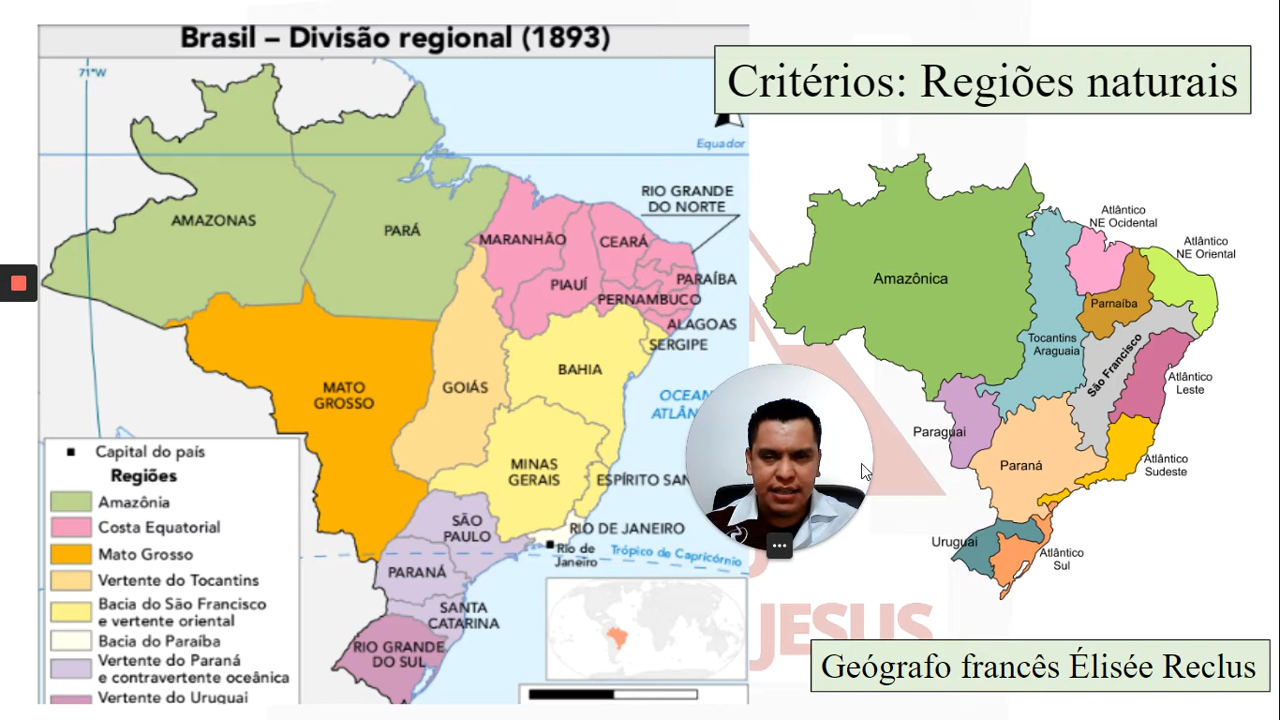 Brasil – Divisão regional (1893)
Critérios: Regiões naturais
71°W
Equador
RIO GRANDE
DO NORTE
AMAZONAS
PARÁ
MARANHÃO
CEARÁ
PIAUÍ
PARAÍBA
PERNAMBUCO
ALAGOAS
SERGIPE
BAHIA
MATO
GROSSO
GOIÁS
OCEAN
ATLÂN
MINAS
GERAIS
ESPÍRITO SAN
SÃO
PAULO
RIO DE JANEIRO
Rio de
Janeiro
Trópico de Capricórnio
PARANÁ
SANTA
CATARINA
RIO GRANDE
DO SUL
Capital do país
Regiões
Amazônia
Costa Equatorial
Mato Grosso
Vertente do Tocantins
Bacia do São Francisco
e vertente oriental
Bacia do Paraíba
Vertente do Paraná
e contravertente oceânica
Vertente do Uruguai
Atlântico
NE Ocidental
Atlântico
NE Oriental
Amazônica
Parnaíba
Tocantins
Araguaia
São Francisco
Atlântico
Leste
Paraguai
Paraná
Atlântico
Sudeste
Uruguai
Atlântico
Sul
JESUS
Geógrafo francês Élisée Reclus